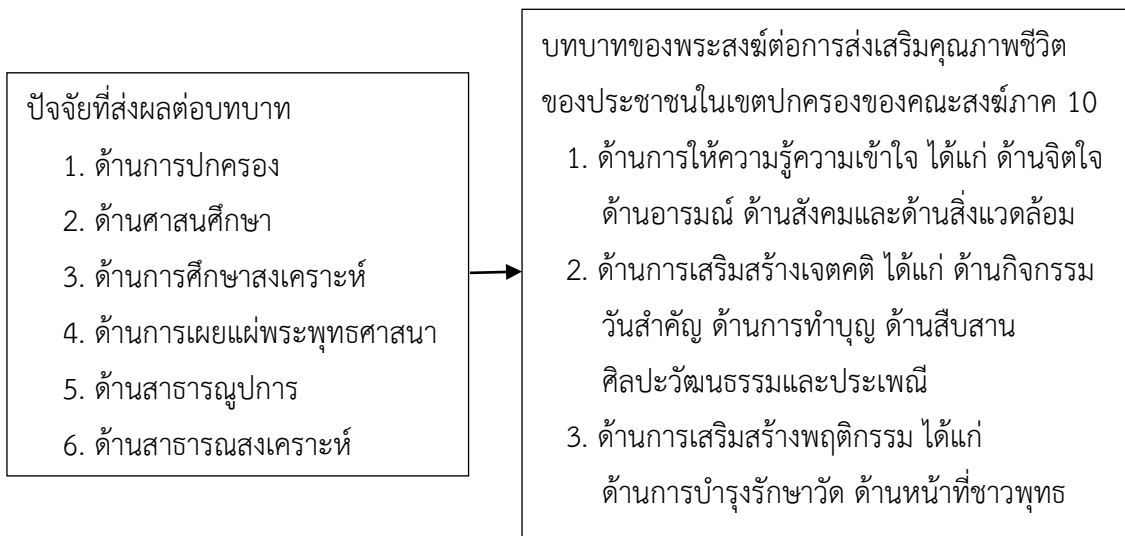 ปัจจัยที่ส่งผลต่อบทบาท
1. ด้านการปกครอง
2. ด้านศาสนศึกษา
3. ด้านการศึกษาสงเคราะห์
4. ด้านการเผยแผ่พระพุทธศาสนา
5. ด้านสาธารณูปการ
6. ด้านสาธารณสงเคราะห์
บทบาทของพระสงฆ์ต่อการส่งเสริมคุณภาพชีวิต
ของประชาชนในเขตปกครองของคณะสงฆ์ภาค 10
1. ด้านการให้ความรู้ความเข้าใจ ได้แก่ ด้านจิตใจ
ด้านอารมณ์ ด้านสังคมและด้านสิ่งแวดล้อม
2. ด้านการเสริมสร้างเจตคติ ได้แก่ ด้านกิจกรรม
วันสำคัญ ด้านการทำบุญ ด้านสืบสาน
ศิลปะวัฒนธรรมและประเพณี
3. ด้านการเสริมสร้างพฤติกรรม ได้แก่
ด้านการบำรุงรักษาวัด ด้านหน้าที่ชาวพุทธ